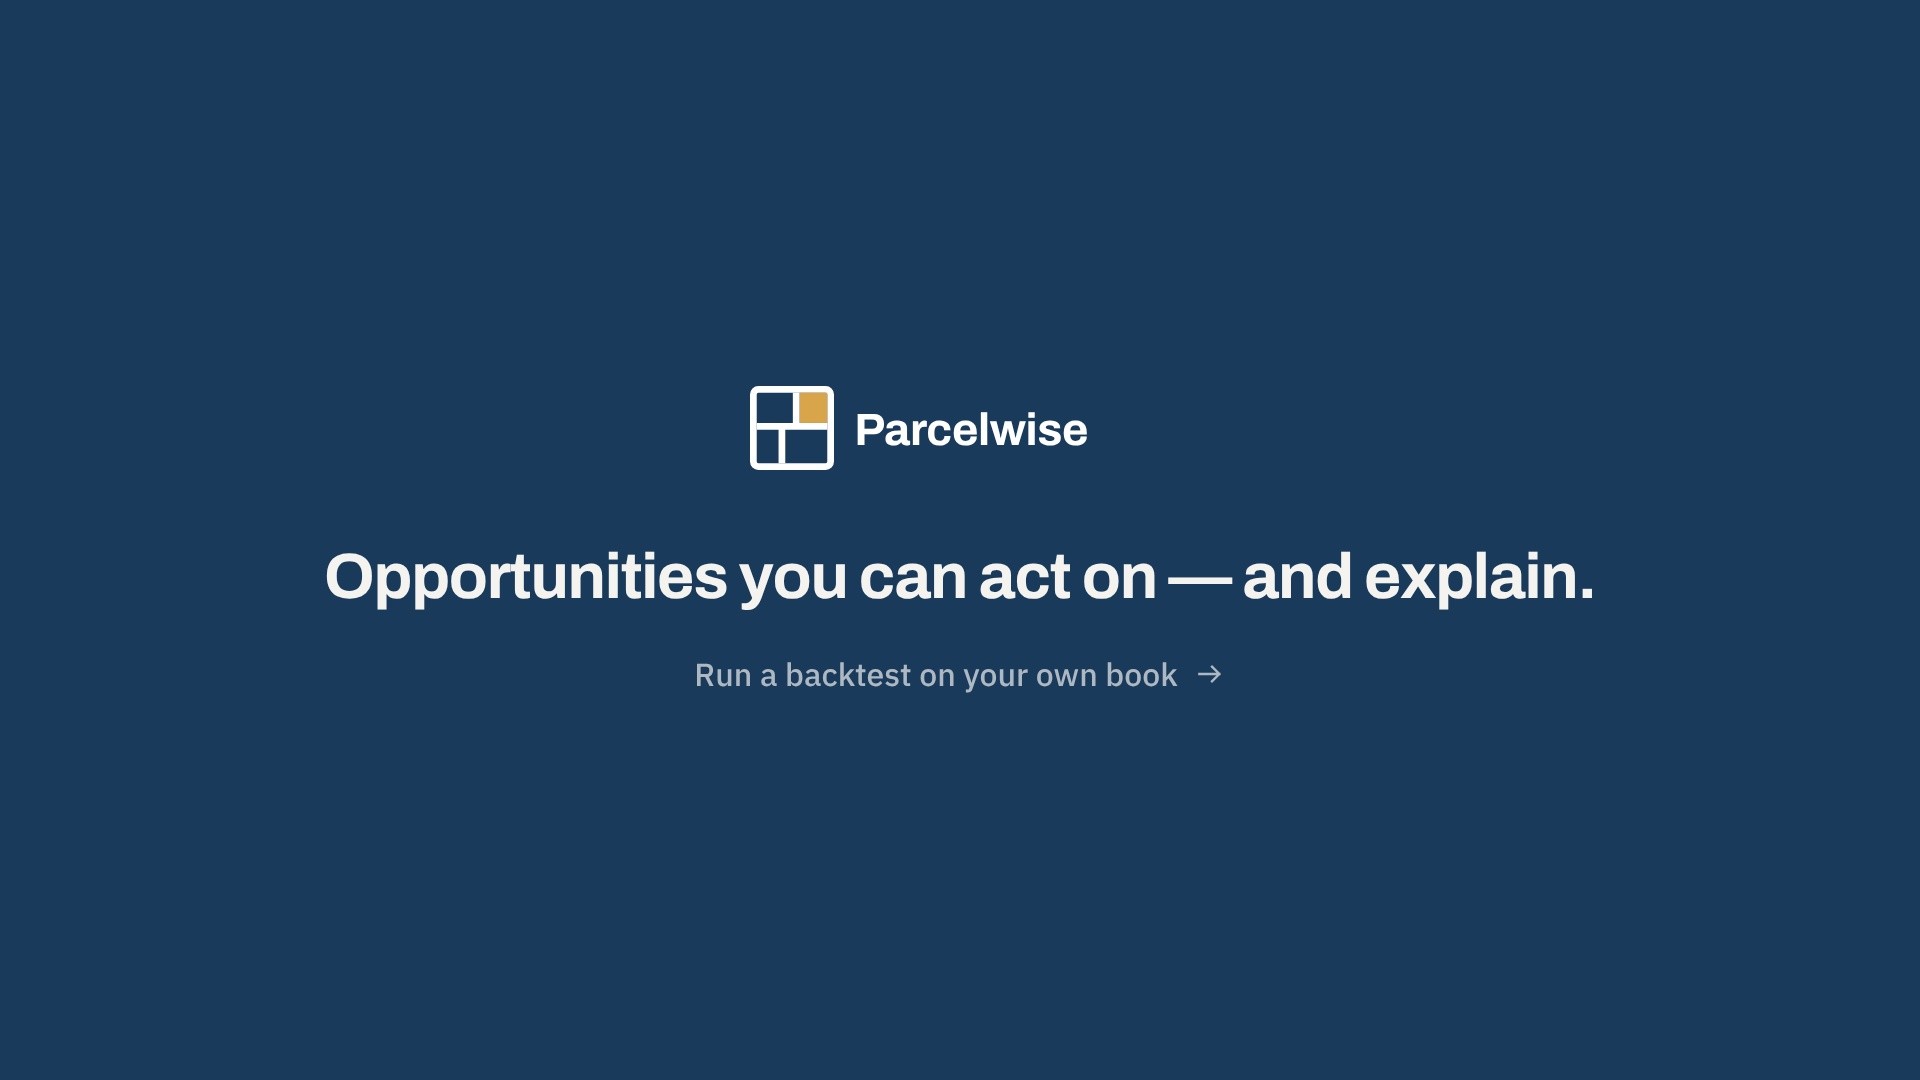 Parcelwise
Opportunities you can act on — and explain.
Run a backtest on your own book →